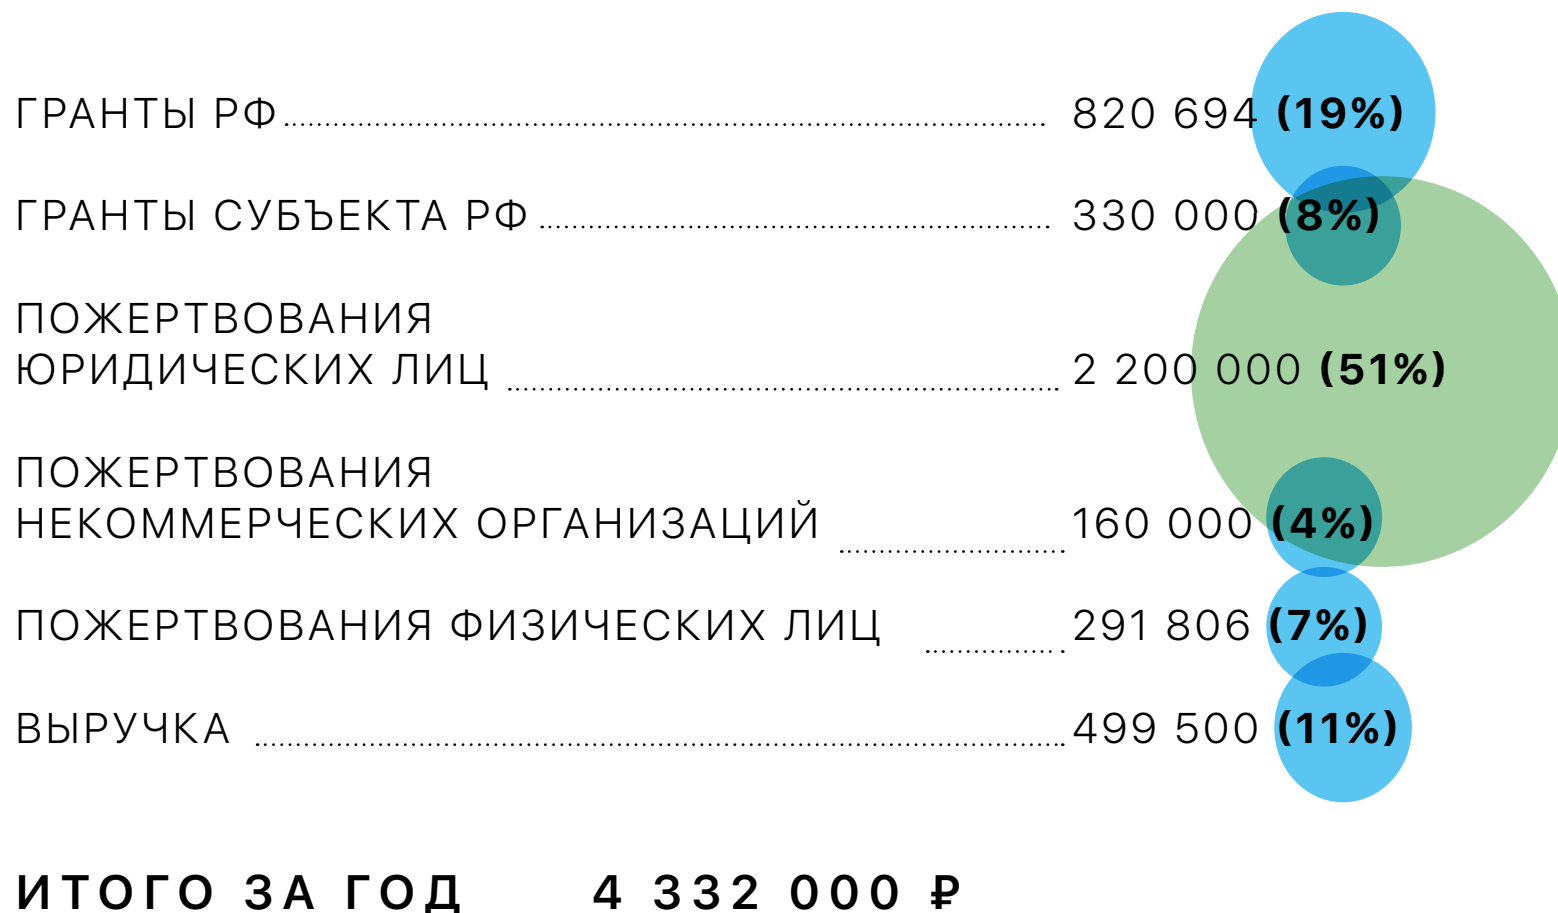 ГРАНТЫ РФ 820 694 (19%)
ГРАНТЫ СУБЪЕКТА РФ 330 000 (8%)
ПОЖЕРТВОВАНИЯ
ЮРИДИЧЕСКИХ ЛИЦ 2 200 000 (51%)
ПОЖЕРТВОВАНИЯ
НЕКОММЕРЧЕСКИХ ОРГАНИЗАЦИЙ 160 000 (4%)
ПОЖЕРТВОВАНИЯ ФИЗИЧЕСКИХ ЛИЦ 291 806 (7%)
ВЫРУЧКА 499 500 (11%)
ИТОГО ЗА ГОД 4 332 000 ₽